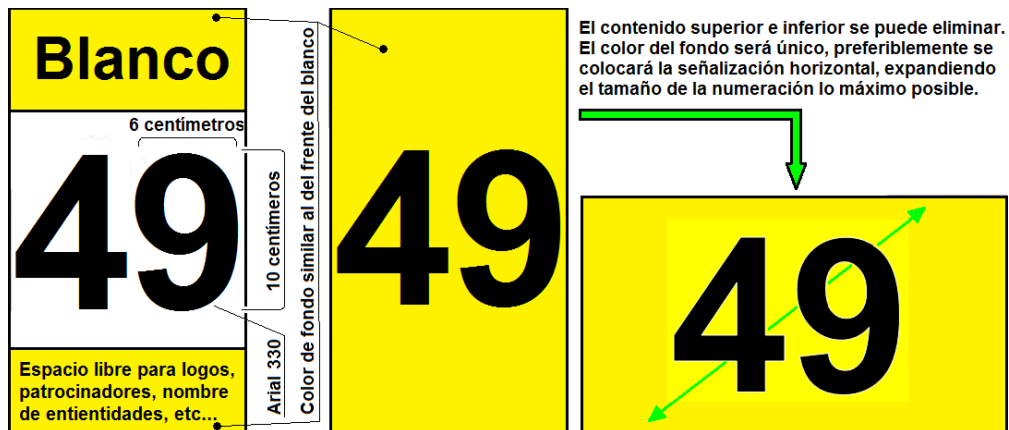 Blanco
6 centímetros
49
10 centímeros
Arial 330
Espacio libre para logos,
patrocinadores, nombre
de entientidades, etc...
Color de fondo similar al del frente del blanco
49
El contenido superior e inferior se puede eliminar.
El color del fondo será único, preferiblemente se
colocará la señalización horizontal, expandiendo
el tamaño de la numeración lo máximo posible.
49